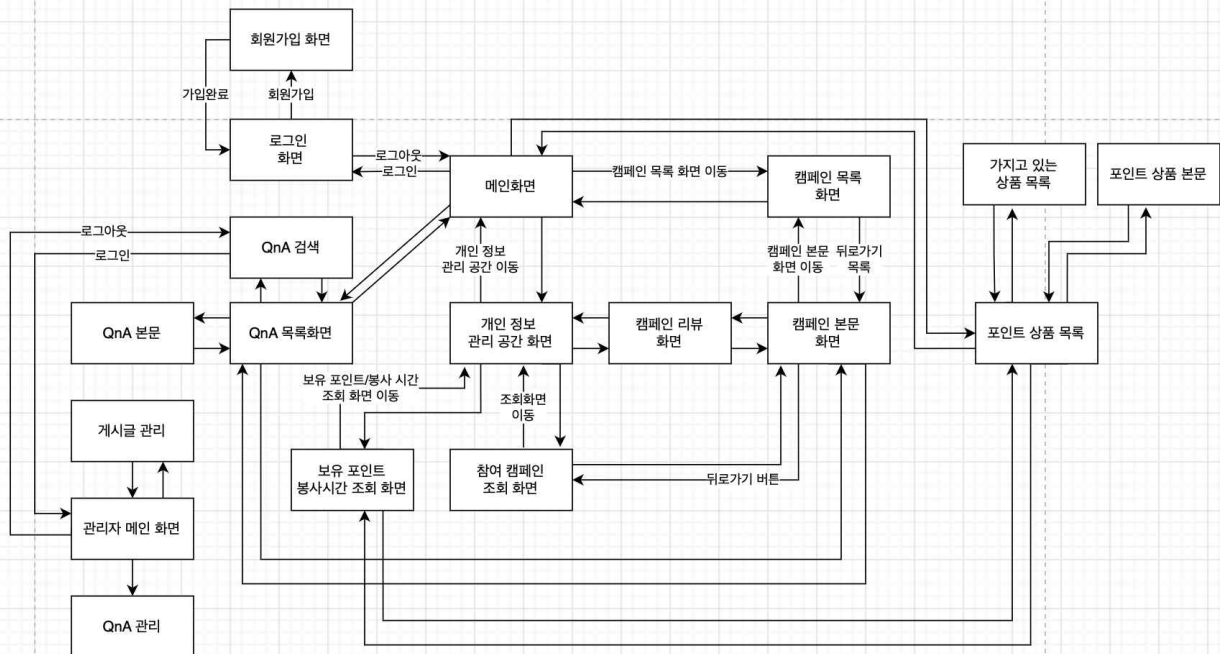 회원가입 화면
가입완료
회원가입
로그인
화면
로그아웃
로그인
메인화면
캠페인 목록 화면 이동
캠페인 목록
화면
가지고 있는
상품 목록
포인트 상품 본문
로그아웃
로그인
QnA 검색
개인 정보
관리 공간 이동
캠페인 본문
화면 이동
뒤로가기
목록
QnA 본문
QnA 목록화면
개인 정보
관리 공간 화면
캠페인 리뷰
화면
캠페인 본문
화면
포인트 상품 목록
보유 포인트/봉사 시간
조회 화면 이동
조회화면
이동
게시글 관리
보유 포인트
봉사시간 조회 화면
참여 캠페인
조회 화면
뒤로가기 버튼
관리자 메인 화면
QnA 관리